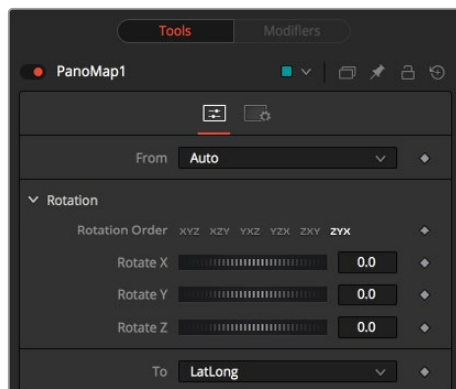 Tools Modifiers
PanoMap1
From Auto
Rotation
Rotation Order XYZ XZY YXZ YZX ZXY ZYX
Rotate X 0.0
Rotate Y 0.0
Rotate Z 0.0
To LatLong